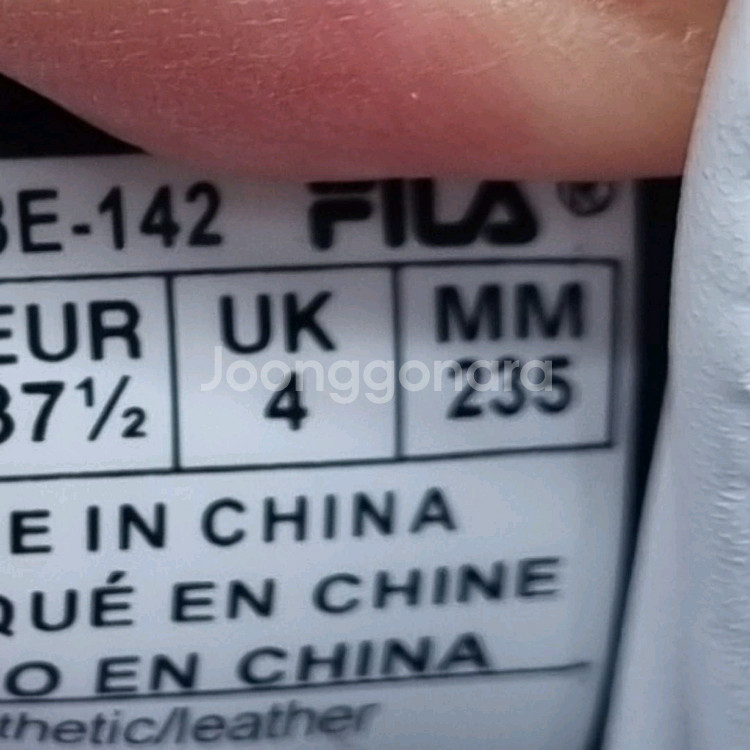 BE-142 FILA ®
EUR UK MM
37½ 4 235
Joonggonara
E IN CHINA
QUÉ EN CHINE
O EN CHINA
thetic/leather